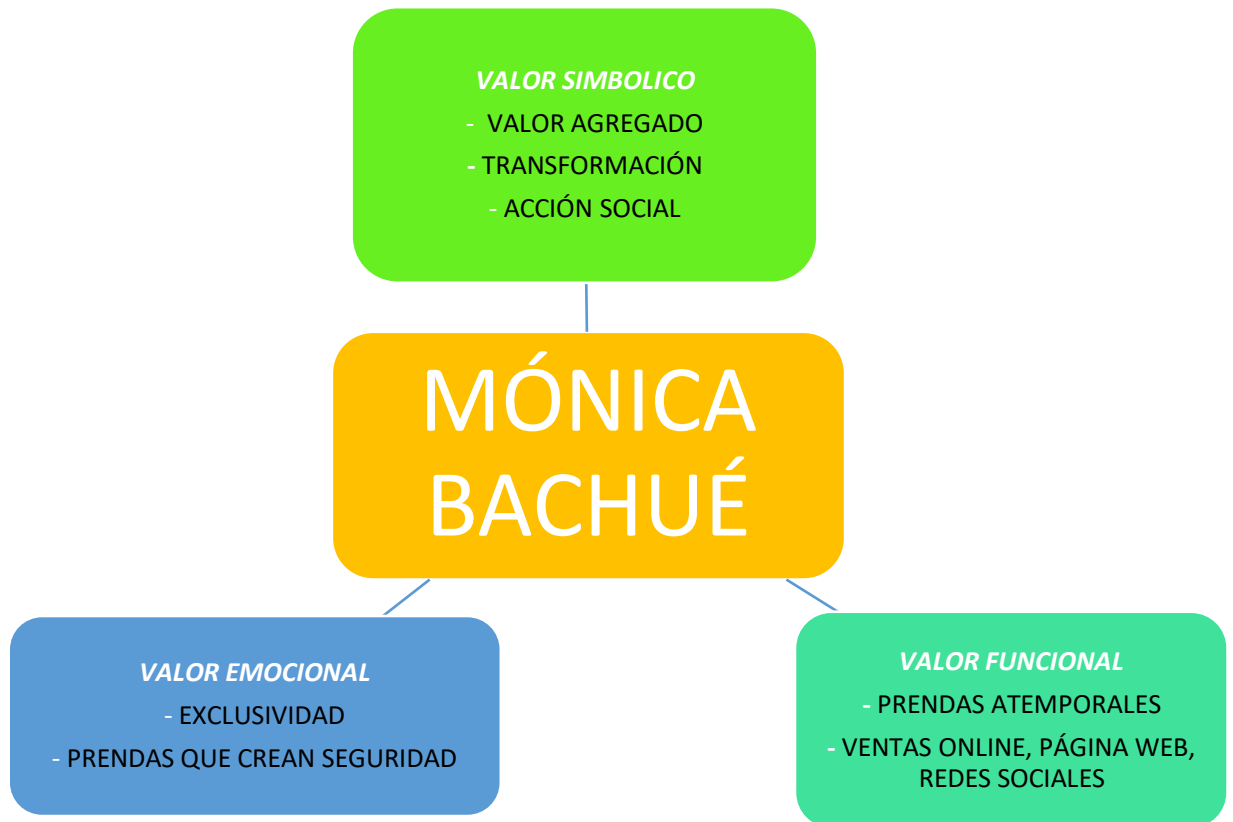 VALOR SIMBOLICO
- VALOR AGREGADO
- TRANSFORMACIÓN
- ACCIÓN SOCIAL
MÓNICA
BACHUÉ
VALOR EMOCIONAL
- EXCLUSIVIDAD
- PRENDAS QUE CREAN SEGURIDAD
VALOR FUNCIONAL
- PRENDAS ATEMPORALES
- VENTAS ONLINE, PÁGINA WEB,
REDES SOCIALES